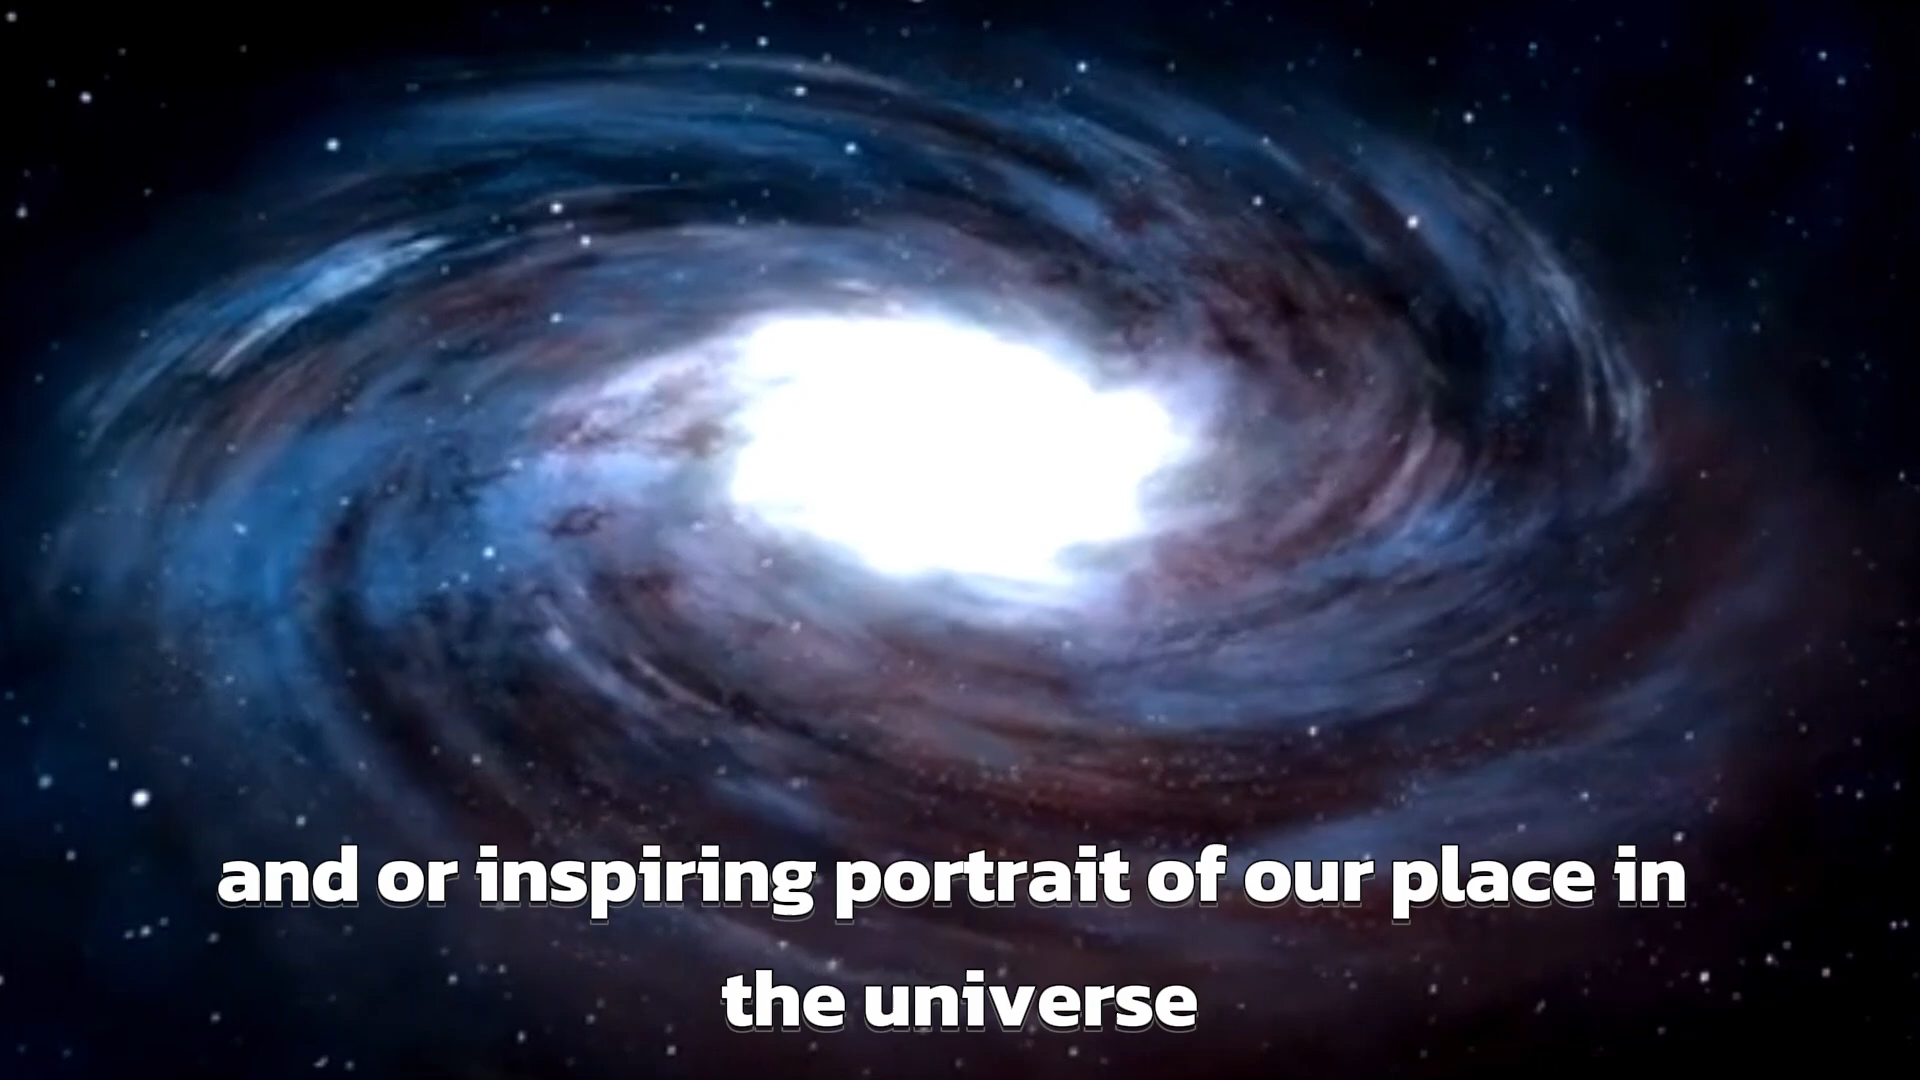 and or inspiring portrait of our place in
the universe